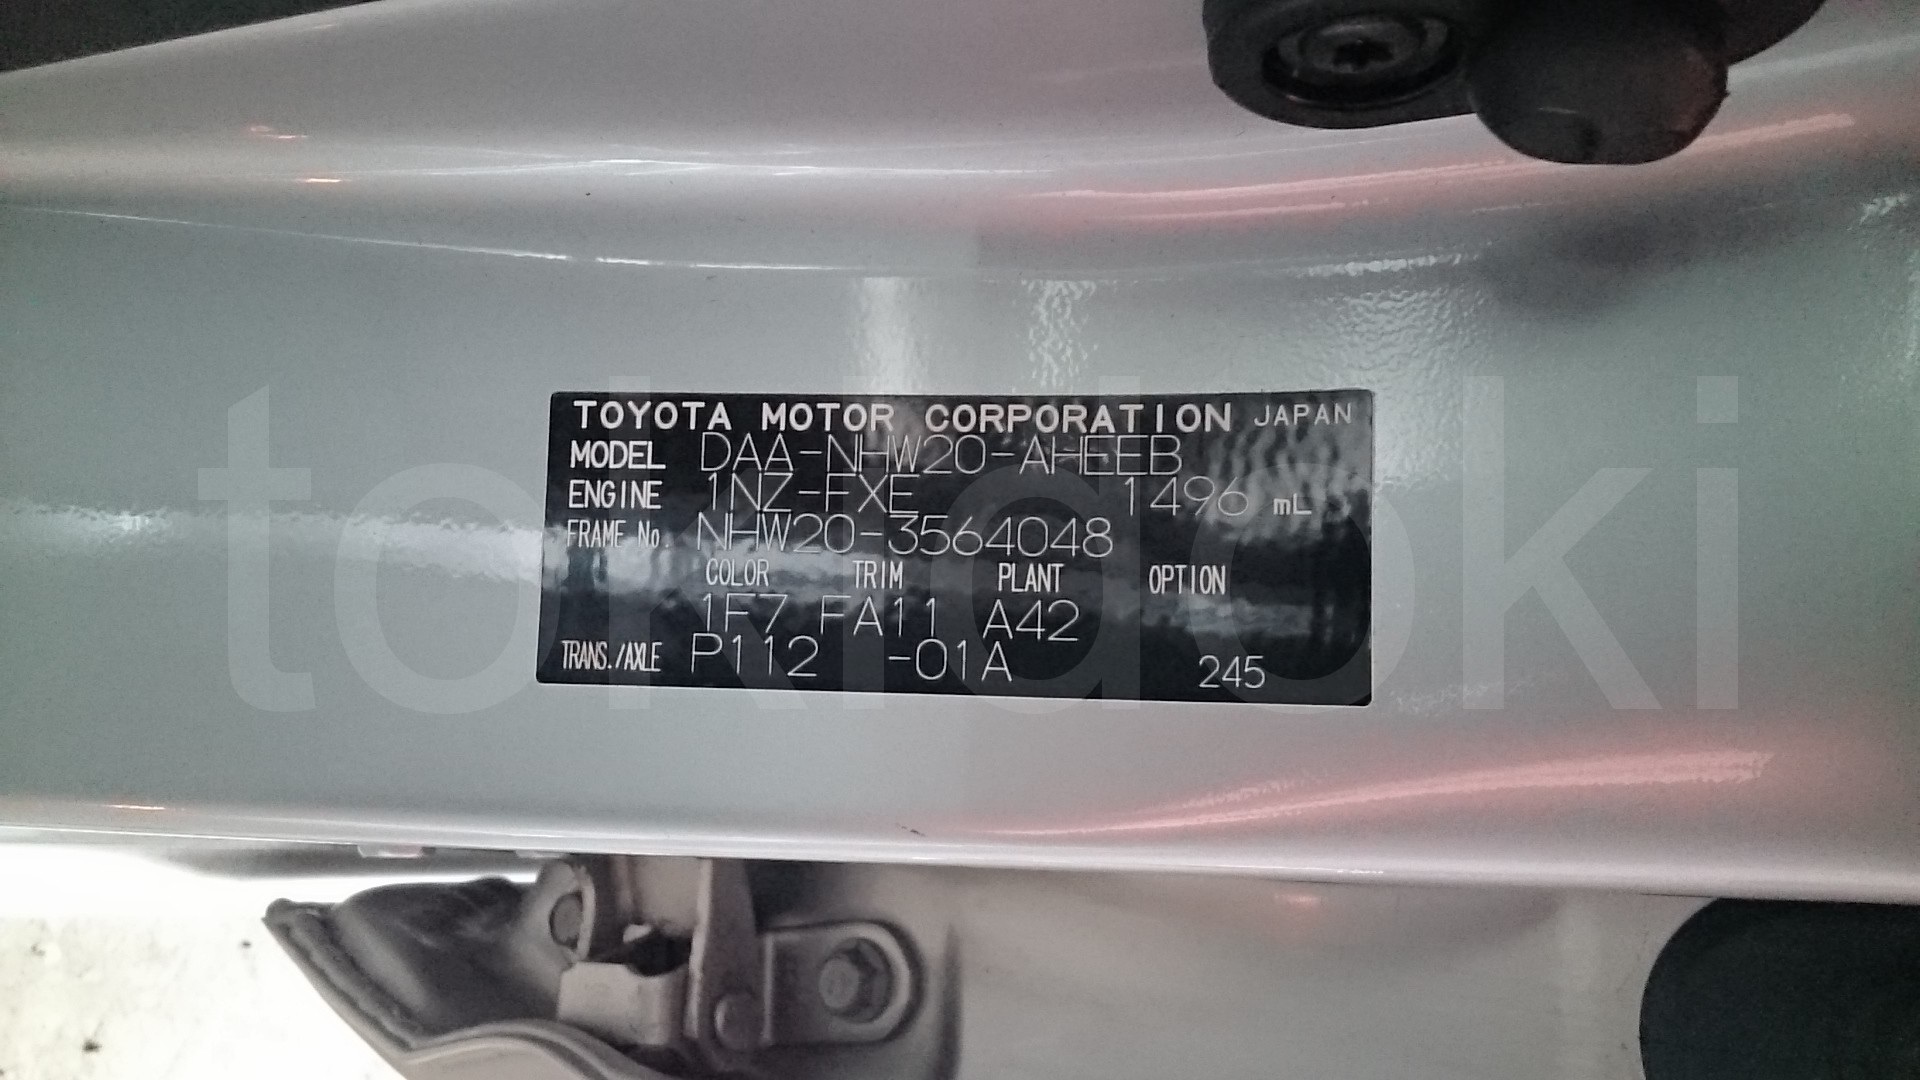 TOYOTA MOTOR CORPORATION JAPAN
MODEL DAA-NHW20-AHEEB
ENGINE 1NZ-FXE 1496 mL
FRAME No. NHW20-3564048
COLOR TRIM PLANT OPTION
1F7 FA11 A42
TRANS./AXLE P112 -01A 245
tokidoki